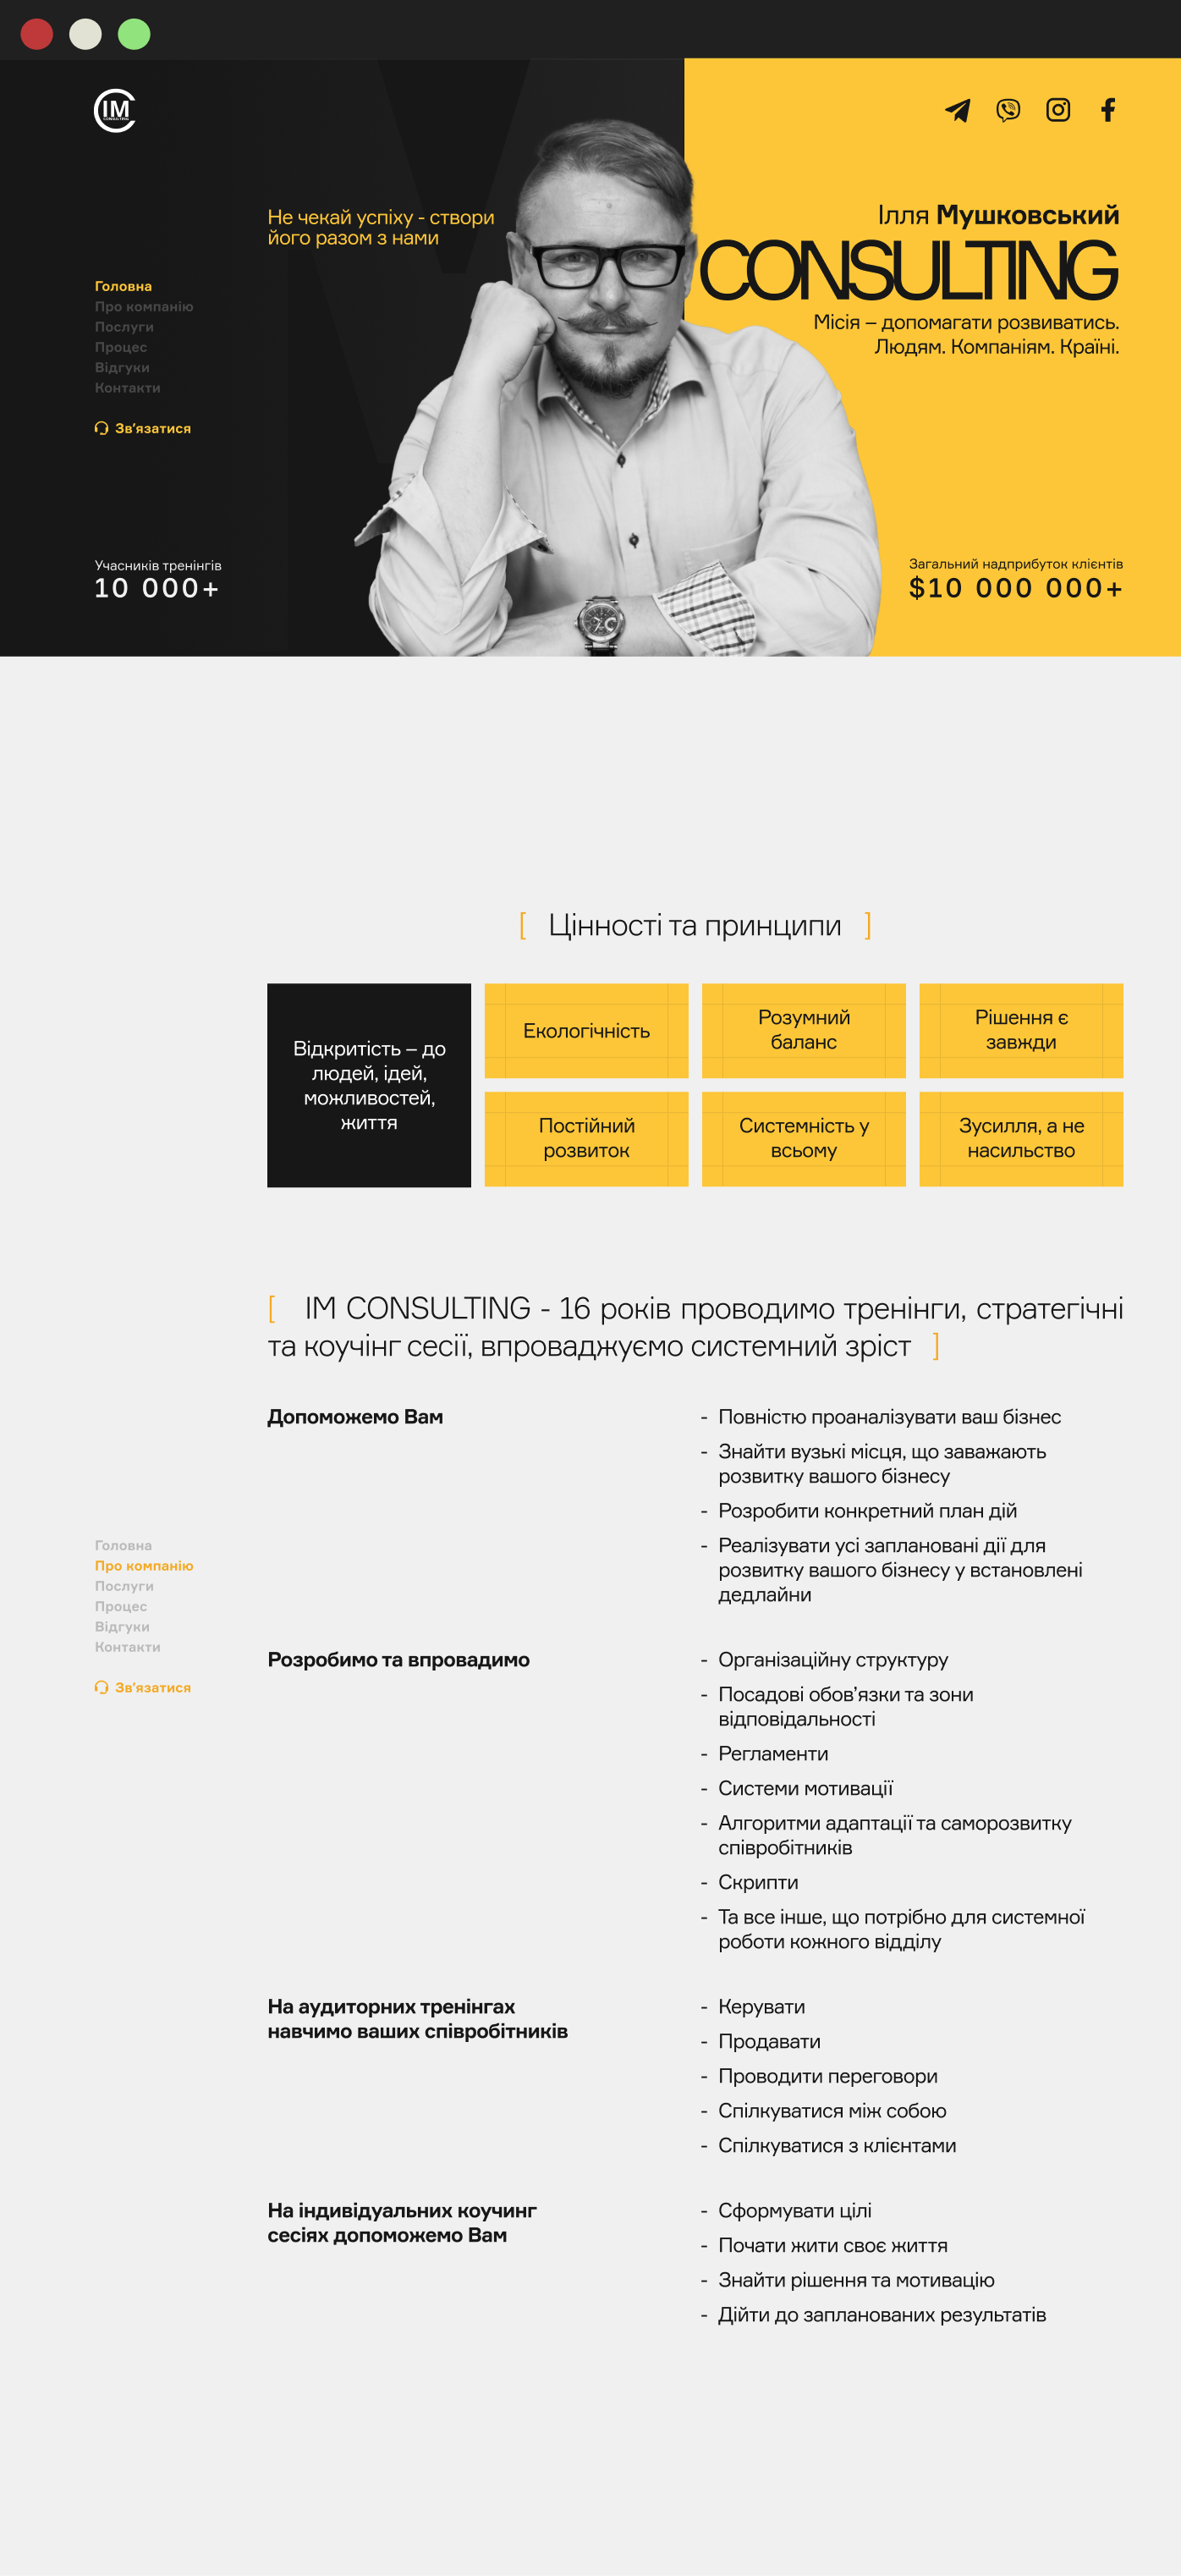 IM
CONSULTING
Не чекай успіху - створи
його разом з нами
Головна
Про компанію
Послуги
Процес
Відгуки
Контакти
Зв'язатися
Учасників тренінгів
10 000+
Ілля Мушковський
CONSULTING
Місія – допомагати розвиватись.
Людям. Компаніям. Країні.
Загальний надприбуток клієнтів
$10 000 000+
[ Цінності та принципи ]
Відкритість – до
людей, ідей,
можливостей,
життя
Екологічність
Розумний
баланс
Рішення є
завжди
Постійний
розвиток
Системність у
всьому
Зусилля, а не
насильство
[ IM CONSULTING - 16 років проводимо тренінги, стратегічні
та коучінг сесії, впроваджуємо системний зріст ]
Допоможемо Вам
- Повністю проаналізувати ваш бізнес
- Знайти вузькі місця, що заважають
розвитку вашого бізнесу
- Розробити конкретний план дій
- Реалізувати усі заплановані дії для
розвитку вашого бізнесу у встановлені
дедлайни
Головна
Про компанію
Послуги
Процес
Відгуки
Контакти
Зв'язатися
Розробимо та впровадимо
- Організаційну структуру
- Посадові обов’язки та зони
відповідальності
- Регламенти
- Системи мотивації
- Алгоритми адаптації та саморозвитку
співробітників
- Скрипти
- Та все інше, що потрібно для системної
роботи кожного відділу
На аудиторних тренінгах
навчимо ваших співробітників
- Керувати
- Продавати
- Проводити переговори
- Спілкуватися між собою
- Спілкуватися з клієнтами
На індивідуальних коучинг
сесіях допоможемо Вам
- Сформувати цілі
- Почати жити своє життя
- Знайти рішення та мотивацію
- Дійти до запланованих результатів